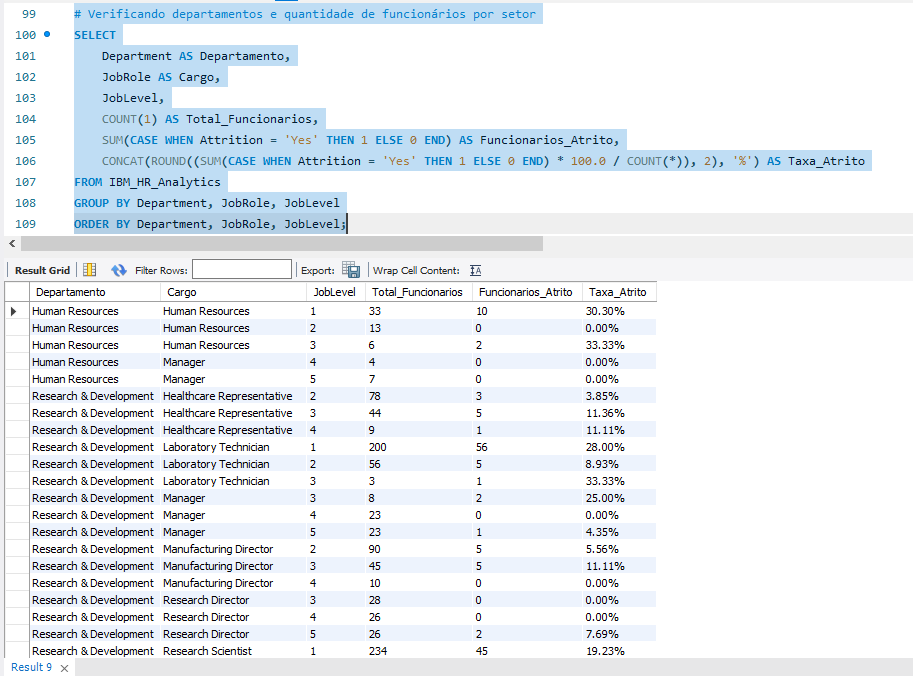 99 # Verificando departamentos e quantidade de funcionários por setor
100 SELECT
101 Department AS Departamento,
102 JobRole AS Cargo,
103 JobLevel,
104 COUNT(1) AS Total_Funcionarios,
105 SUM(CASE WHEN Attrition = 'Yes' THEN 1 ELSE 0 END) AS Funcionarios_Atrito,
106 CONCAT(ROUND((SUM(CASE WHEN Attrition = 'Yes' THEN 1 ELSE 0 END) * 100.0 / COUNT(*)), 2), '%') AS Taxa_Atrito
107 FROM IBM_HR_Analytics
108 GROUP BY Department, JobRole, JobLevel
109 ORDER BY Department, JobRole, JobLevel;
Result Grid Filter Rows: Export: Wrap Cell Content: IA
Departamento Cargo JobLevel Total_Funcionarios Funcionarios_Atrito Taxa_Atrito
Human Resources Human Resources 1 33 10 30.30%
Human Resources Human Resources 2 13 0 0.00%
Human Resources Human Resources 3 6 2 33.33%
Human Resources Manager 4 4 0 0.00%
Human Resources Manager 5 7 0 0.00%
Research & Development Healthcare Representative 2 78 3 3.85%
Research & Development Healthcare Representative 3 44 5 11.36%
Research & Development Healthcare Representative 4 9 1 11.11%
Research & Development Laboratory Technician 1 200 56 28.00%
Research & Development Laboratory Technician 2 56 5 8.93%
Research & Development Laboratory Technician 3 3 1 33.33%
Research & Development Manager 3 8 2 25.00%
Research & Development Manager 4 23 0 0.00%
Research & Development Manager 5 23 1 4.35%
Research & Development Manufacturing Director 2 90 5 5.56%
Research & Development Manufacturing Director 3 45 5 11.11%
Research & Development Manufacturing Director 4 10 0 0.00%
Research & Development Research Director 3 28 0 0.00%
Research & Development Research Director 4 26 0 0.00%
Research & Development Research Director 5 26 2 7.69%
Research & Development Research Scientist 1 234 45 19.23%
Result 9